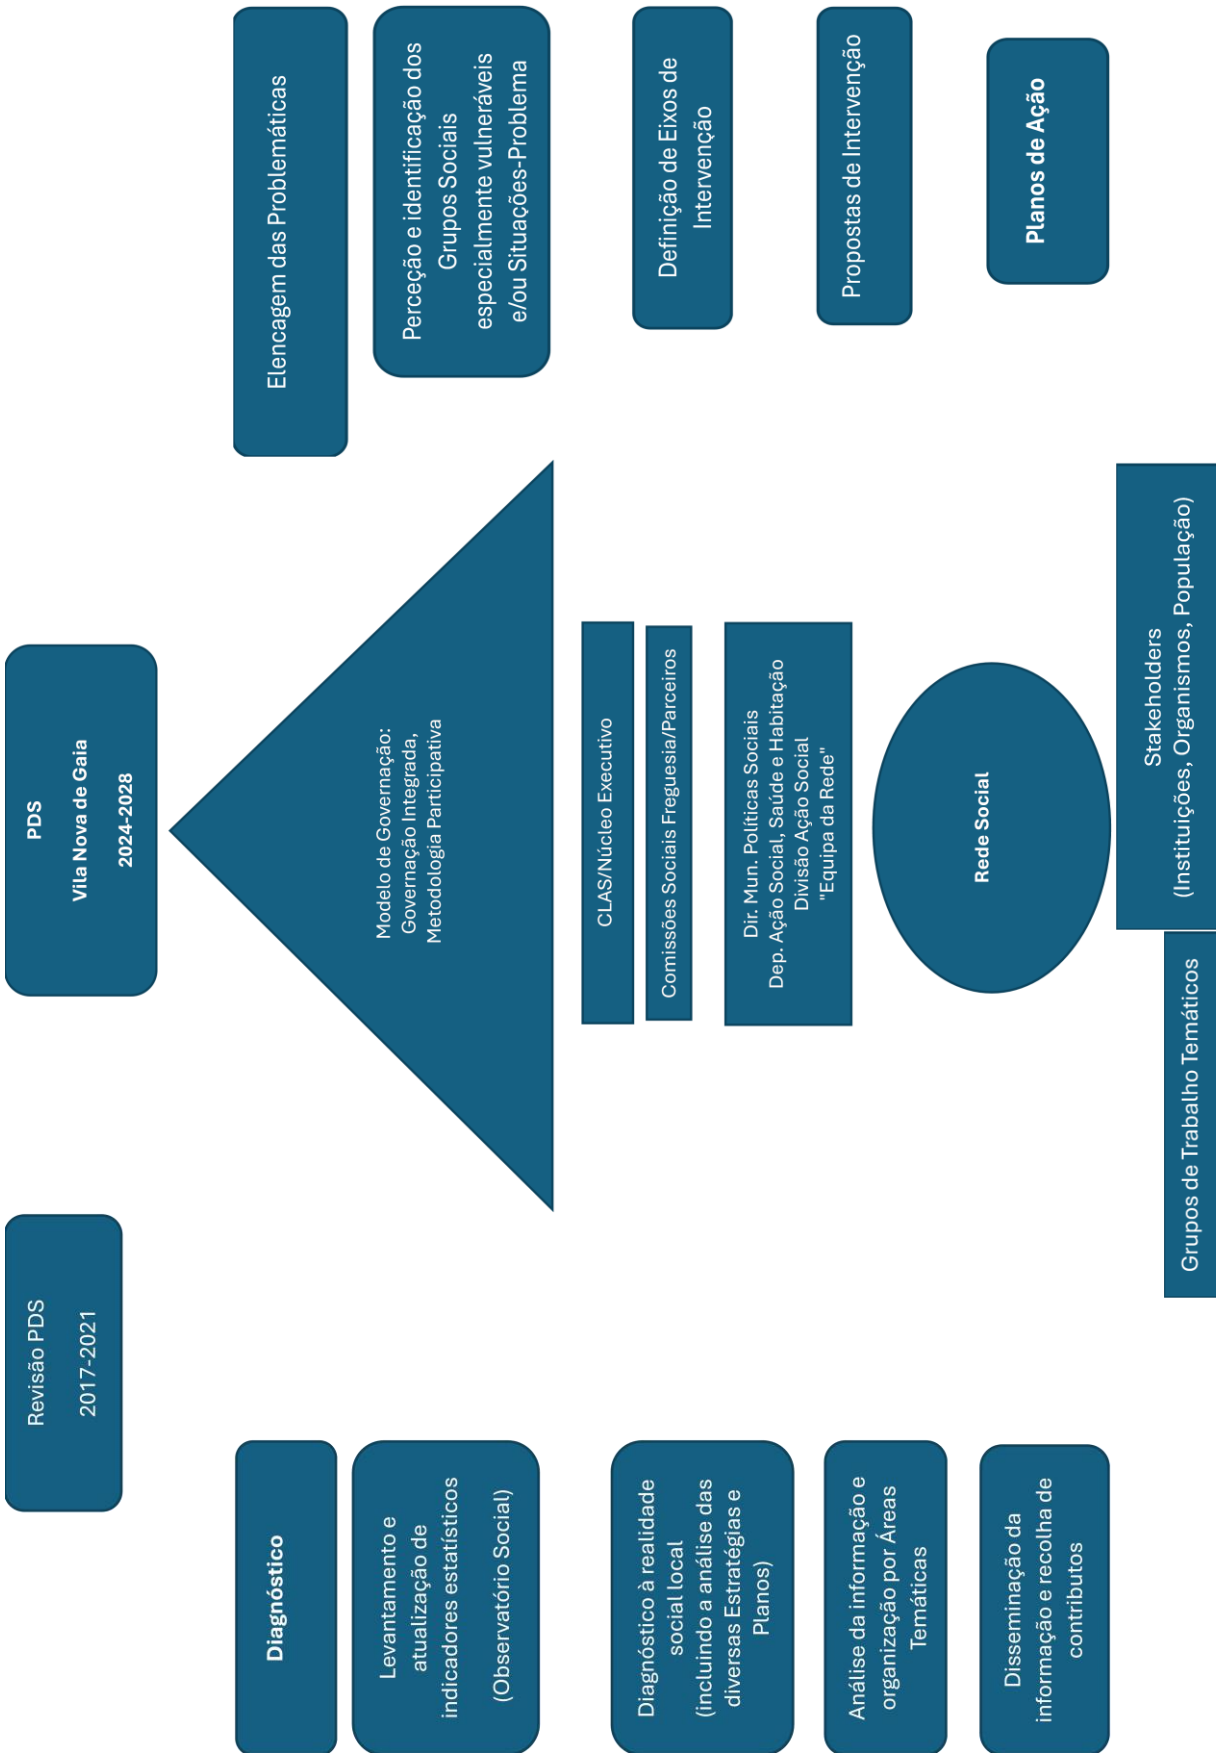 Revisão PDS
2017-2021
PDS
Vila Nova de Gaia
2024-2028
Diagnóstico
Levantamento e
atualização de
indicadores estatísticos
(Observatório Social)
Diagnóstico à realidade
social local
(incluindo a análise das
diversas Estratégias e
Planos)
Análise da informação e
organização por Áreas
Temáticas
Disseminação da
informação e recolha de
contributos
Modelo de Governação:
Governação Integrada,
Metodologia Participativa
CLAS/Núcleo Executivo
Comissões Sociais Freguesia/Parceiros
Dir. Mun. Políticas Sociais
Dep. Ação Social, Saúde e Habitação
Divisão Ação Social
"Equipa da Rede"
Rede Social
Grupos de Trabalho Temáticos
Stakeholders
(Instituições, Organismos, População)
Elencagem das Problemáticas
Perceção e identificação dos
Grupos Sociais
especialmente vulneráveis
e/ou Situações-Problema
Definição de Eixos de
Intervenção
Propostas de Intervenção
Planos de Ação